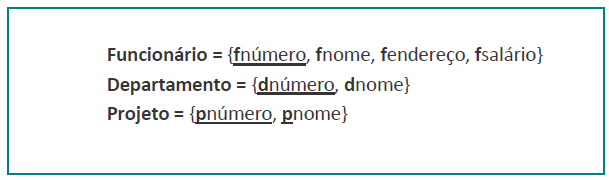 Funcionário = {fnúmero, fnome, fendereço, fsalário}
Departamento = {dnúmero, dnome}
Projeto = {pnúmero, pnome}